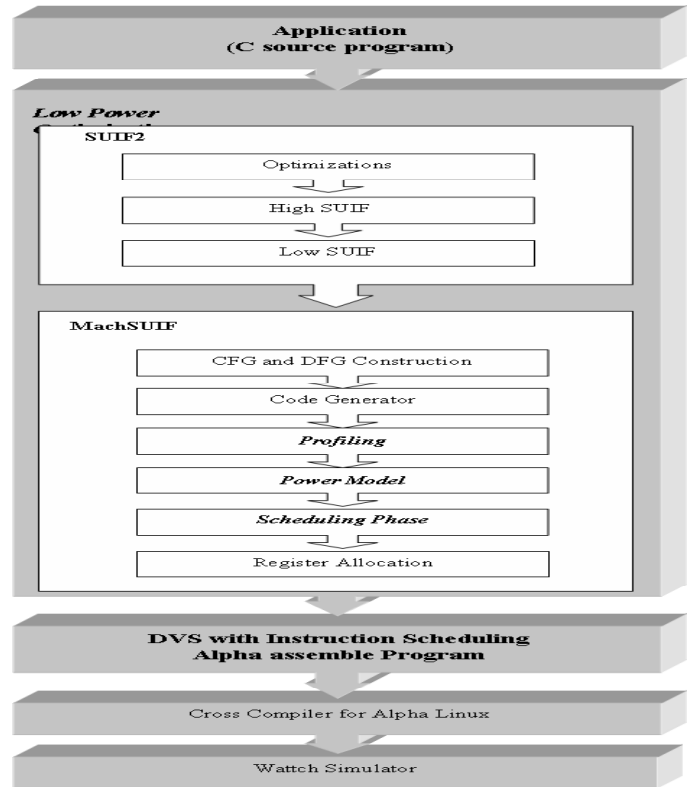 Application
(C source program)
Low Power
SUIF2
Optimizations
High SUIF
Low SUIF
MachSUIF
CFG and DFG Construction
Code Generator
Profiling
Power Model
Scheduling Phase
Register Allocation
DVS with Instruction Scheduling
Alpha assemble Program
Cross Compiler for Alpha Linux
Wattch Simulator